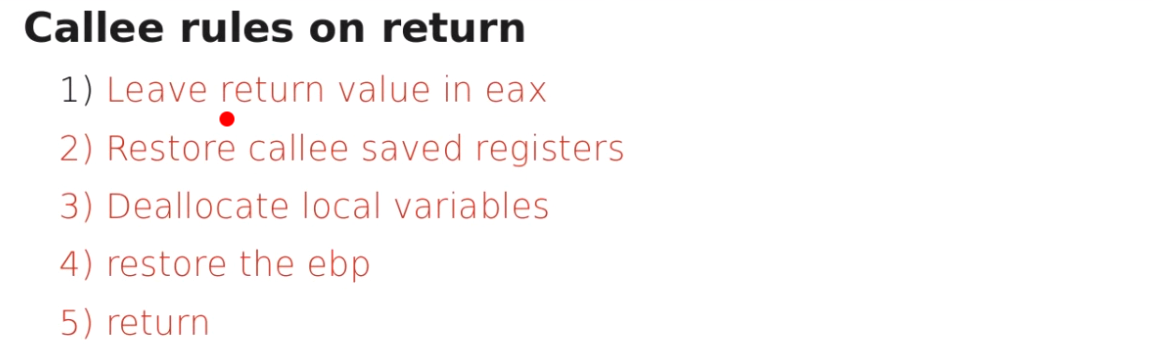 Callee rules on return
1) Leave return value in eax
2) Restore callee saved registers
3) Deallocate local variables
4) restore the ebp
5) return